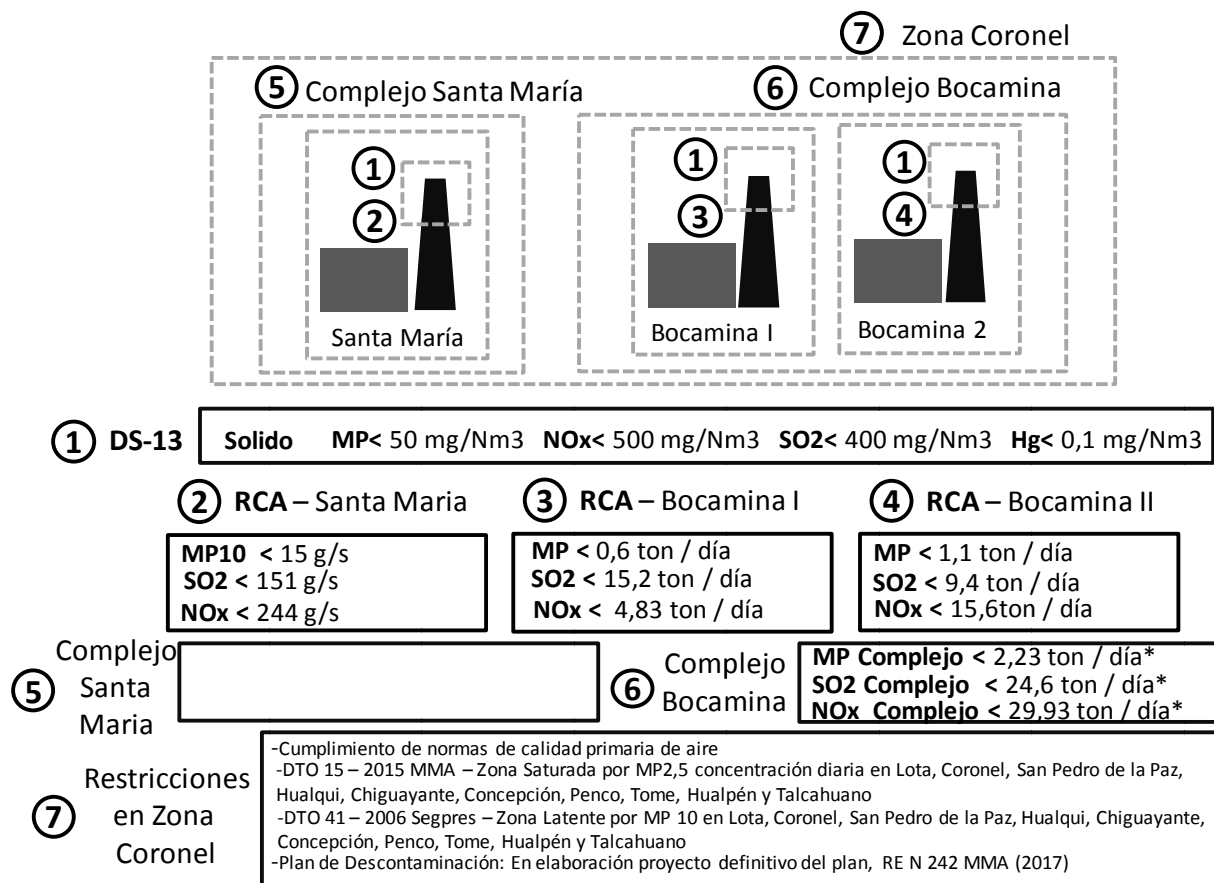 7 Zona Coronel
5 Complejo Santa María
6 Complejo Bocamina
1
1
1
2
3
4
Santa María
Bocamina I
Bocamina 2
1 DS-13 Solido MP< 50 mg/Nm3 NOx< 500 mg/Nm3 SO2< 400 mg/Nm3 Hg< 0,1 mg/Nm3
2 RCA – Santa Maria
MP10 < 15 g/s
SO2 < 151 g/s
NOx < 244 g/s
3 RCA – Bocamina I
MP < 0,6 ton / día
SO2 < 15,2 ton / día
NOx < 4,83 ton / día
4 RCA – Bocamina II
MP < 1,1 ton / día
SO2 < 9,4 ton / día
NOx < 15,6ton / día
5 Complejo
Santa
Maria
6 Complejo
Bocamina
MP Complejo < 2,23 ton / día*
SO2 Complejo < 24,6 ton / día*
NOx Complejo < 29,93 ton / día*
7 Restricciones
en Zona
Coronel
-Cumplimiento de normas de calidad primaria de aire
-DTO 15 – 2015 MMA – Zona Saturada por MP2,5 concentración diaria en Lota, Coronel, San Pedro de la Paz,
Hualqui, Chiguayante, Concepción, Penco, Tome, Hualpén y Talcahuano
-DTO 41 – 2006 Segpres – Zona Latente por MP 10 en Lota, Coronel, San Pedro de la Paz, Hualqui, Chiguayante,
Concepción, Penco, Tome, Hualpén y Talcahuano
-Plan de Descontaminación: En elaboración proyecto definitivo del plan, RE N 242 MMA (2017)